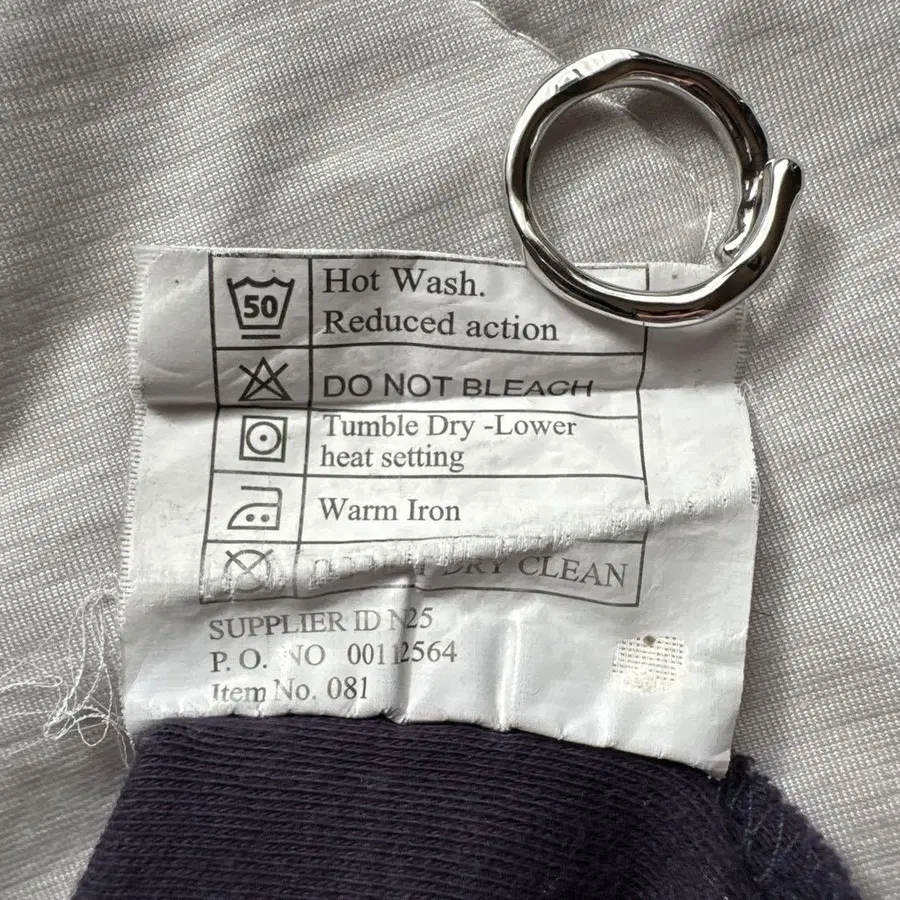 50
Hot Wash.
Reduced action
DO NOT BLEACH
Tumble Dry -Lower
heat setting
Warm Iron
DRY CLEAN
SUPPLIER ID N25
P. O. NO 00112564
Item No. 081